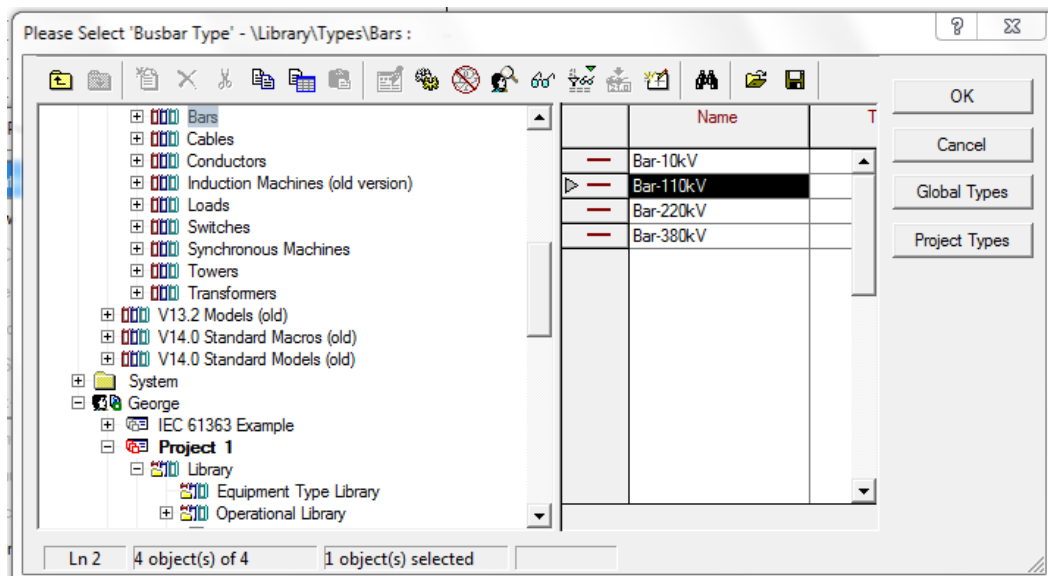 Please Select 'Busbar Type' - \Library\Types\Bars :
OK
Cancel
Global Types
Project Types
Bars
Cables
Conductors
Induction Machines (old version)
Loads
Switches
Synchronous Machines
Towers
Transformers
V13.2 Models (old)
V14.0 Standard Macros (old)
V14.0 Standard Models (old)
System
George
IEC 61363 Example
Project 1
Library
Equipment Type Library
Operational Library
Name
T
Bar-10kV
Bar-110kV
Bar-220kV
Bar-380kV
Ln 2
4 object(s) of 4
1 object(s) selected